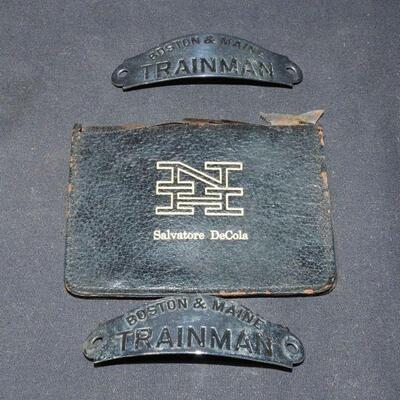 BOSTON & MAINE
TRAINMAN
NH
Salvatore DeCola
BOSTON & MAINE
TRAINMAN